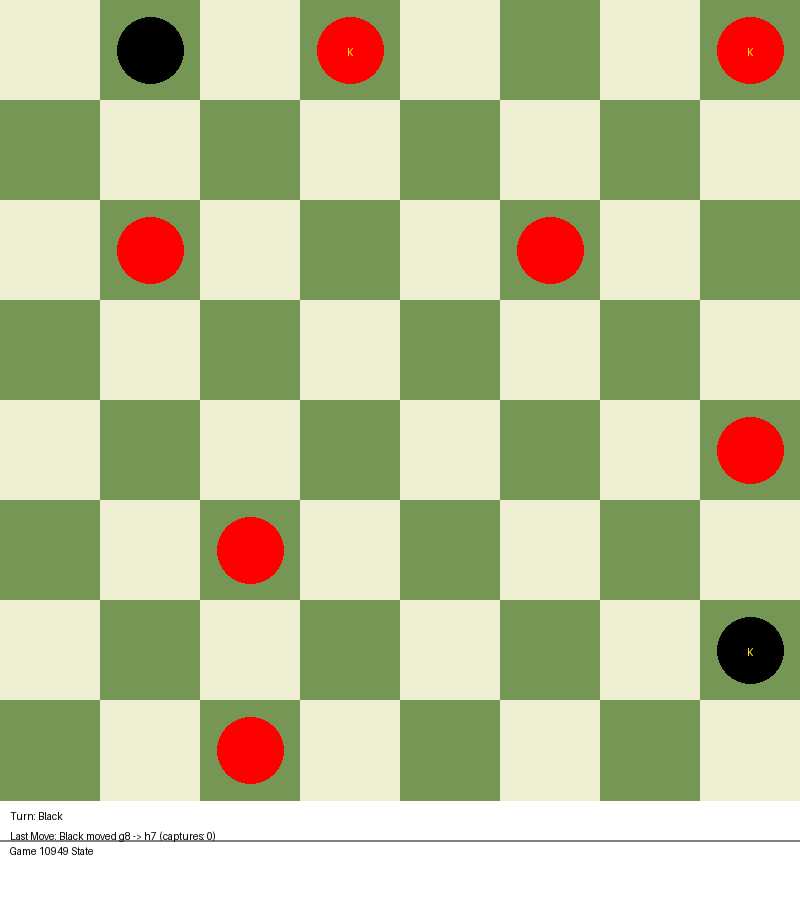 K K
K
Turn: Black
Last Move: Black moved g8 -> h7 (captures: 0)
Game 10949 State